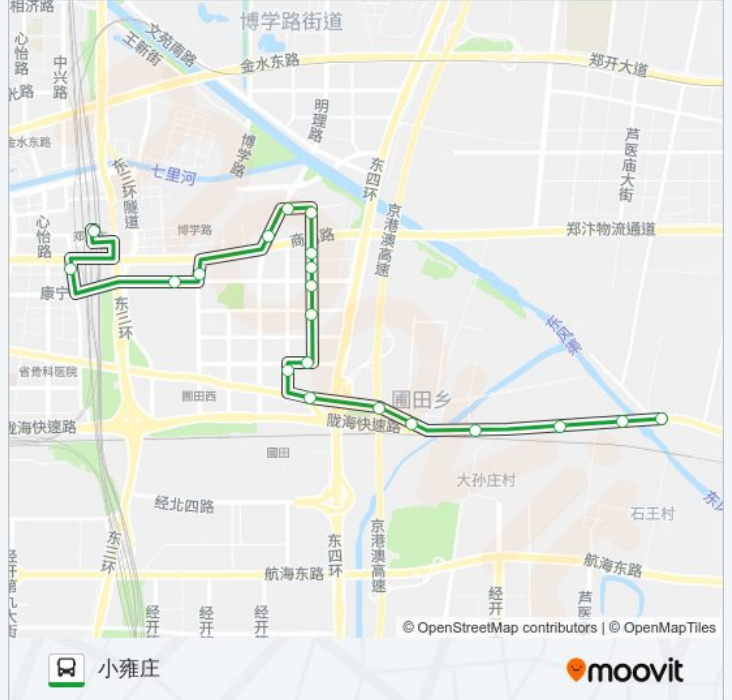 相济路
博学路街道
心怡路
中兴路
文苑南路
王新街
金水东路
郑开大道
明理路
芦医庙大街
金水东路
博学路
七里河
东三环隧道
东四环
心怡路
博学路
商
路
京港澳高速
郑汴物流通道
康宁
东三环
东风渠
省骨科医院
圃田西
圃田乡
陇海快速路
陇海快速路
圃田
大孙庄村
经北四路
石王村
东三环
东四环
京港澳高速
航海东路
航海东路
经开
经开
经开
经开
芦医
© OpenStreetMap contributors | © OpenMapTiles
小雍庄
moovit